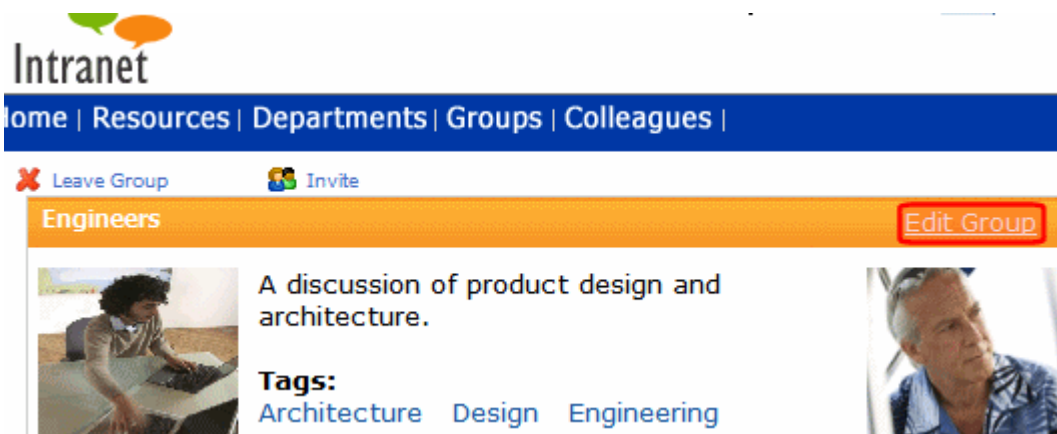 Intranet
ome | Resources | Departments | Groups | Colleagues |
Leave Group Invite
Engineers Edit Group
A discussion of product design and
architecture.
Tags:
Architecture Design Engineering